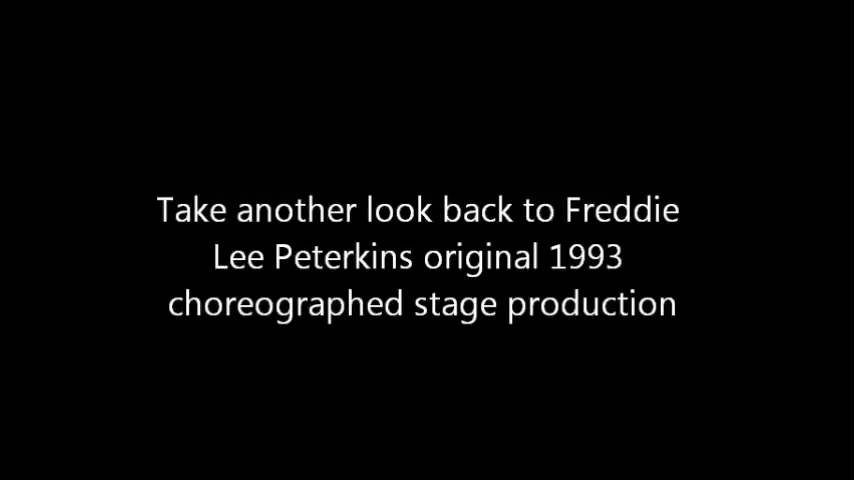 Take another look back to Freddie
Lee Peterkins original 1993
choreographed stage production